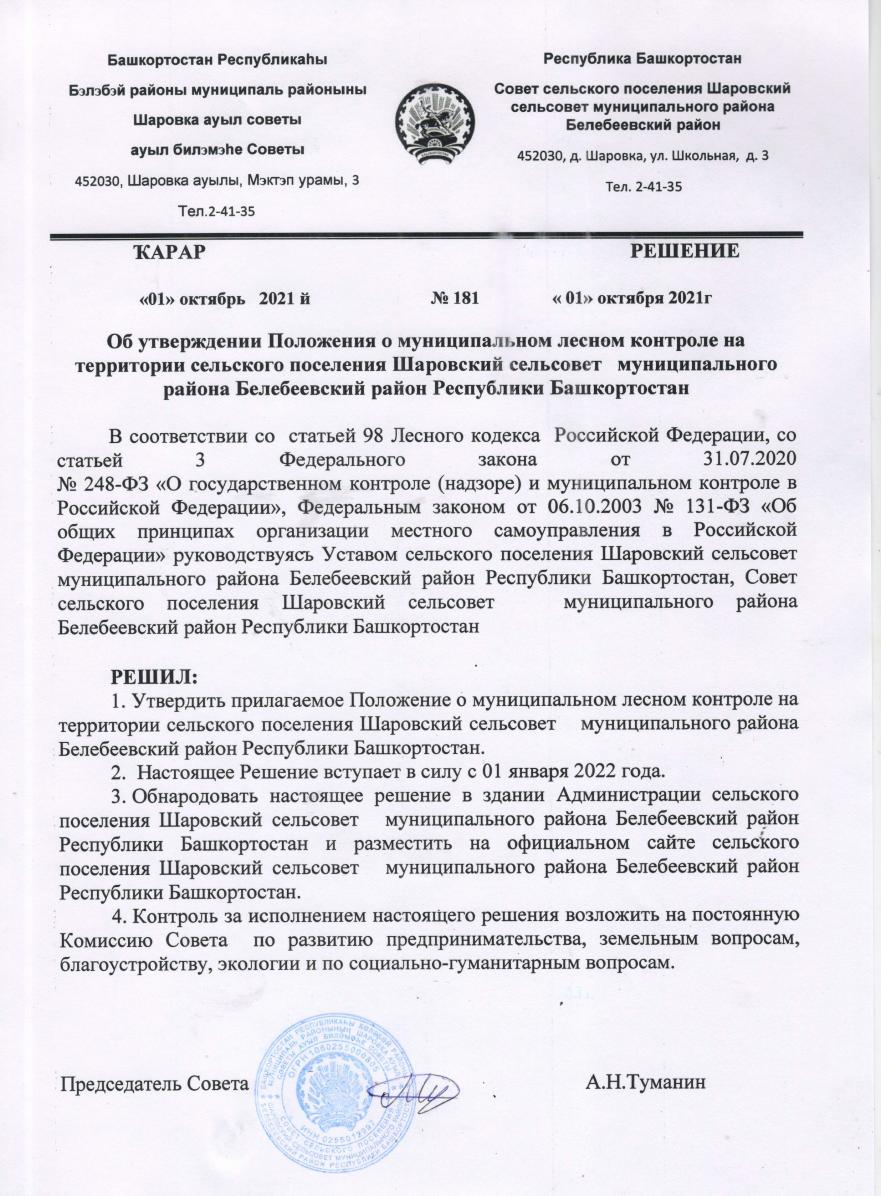 Башкортостан Республикаһы
Бэлэбэй районы муниципаль районыны
Шаровка ауыл советы
ауыл билэмэһе Советы
452030, Шаровка ауылы, Мэктэп урамы, 3
Тел.2-41-35
Республика Башкортостан
Совет сельского поселения Шаровский
сельсовет муниципального района
Белебеевский район
452030, д. Шаровка, ул. Школьная, д. 3
Тел. 2-41-35
ҠАРАР
РЕШЕНИЕ
«01» октябрь 2021 й № 181 « 01» октября 2021г
Об утверждении Положения о муниципальном лесном контроле на
территории сельского поселения Шаровский сельсовет муниципального
района Белебеевский район Республики Башкортостан
В соответствии со статьей 98 Лесного кодекса Российской Федерации, со
статьей 3 Федерального закона от 31.07.2020
№ 248-ФЗ «О государственном контроле (надзоре) и муниципальном контроле в
Российской Федерации», Федеральным законом от 06.10.2003 № 131-ФЗ «Об
общих принципах организации местного самоуправления в Российской
Федерации» руководствуясъ Уставом сельского поселения Шаровский сельсовет
муниципального района Белебеевский район Республики Башкортостан, Совет
сельского поселения Шаровский сельсовет муниципального района
Белебеевский район Республики Башкортостан
РЕШИЛ:
1. Утвердить прилагаемое Положение о муниципальном лесном контроле на
территории сельского поселения Шаровский сельсовет муниципального района
Белебеевский район Республики Башкортостан.
2. Настоящее Решение вступает в силу с 01 января 2022 года.
3. Обнародовать настоящее решение в здании Администрации сельского
поселения Шаровский сельсовет муниципального района Белебеевский район
Республики Башкортостан и разместить на официальном сайте сельского
поселения Шаровский сельсовет муниципального района Белебеевский район
Республики Башкортостан.
4. Контроль за исполнением настоящего решения возложить на постоянную
Комиссию Совета по развитию предпринимательства, земельным вопросам,
благоустройству, экологии и по социально-гуманитарным вопросам.
Председатель Совета А.Н.Туманин